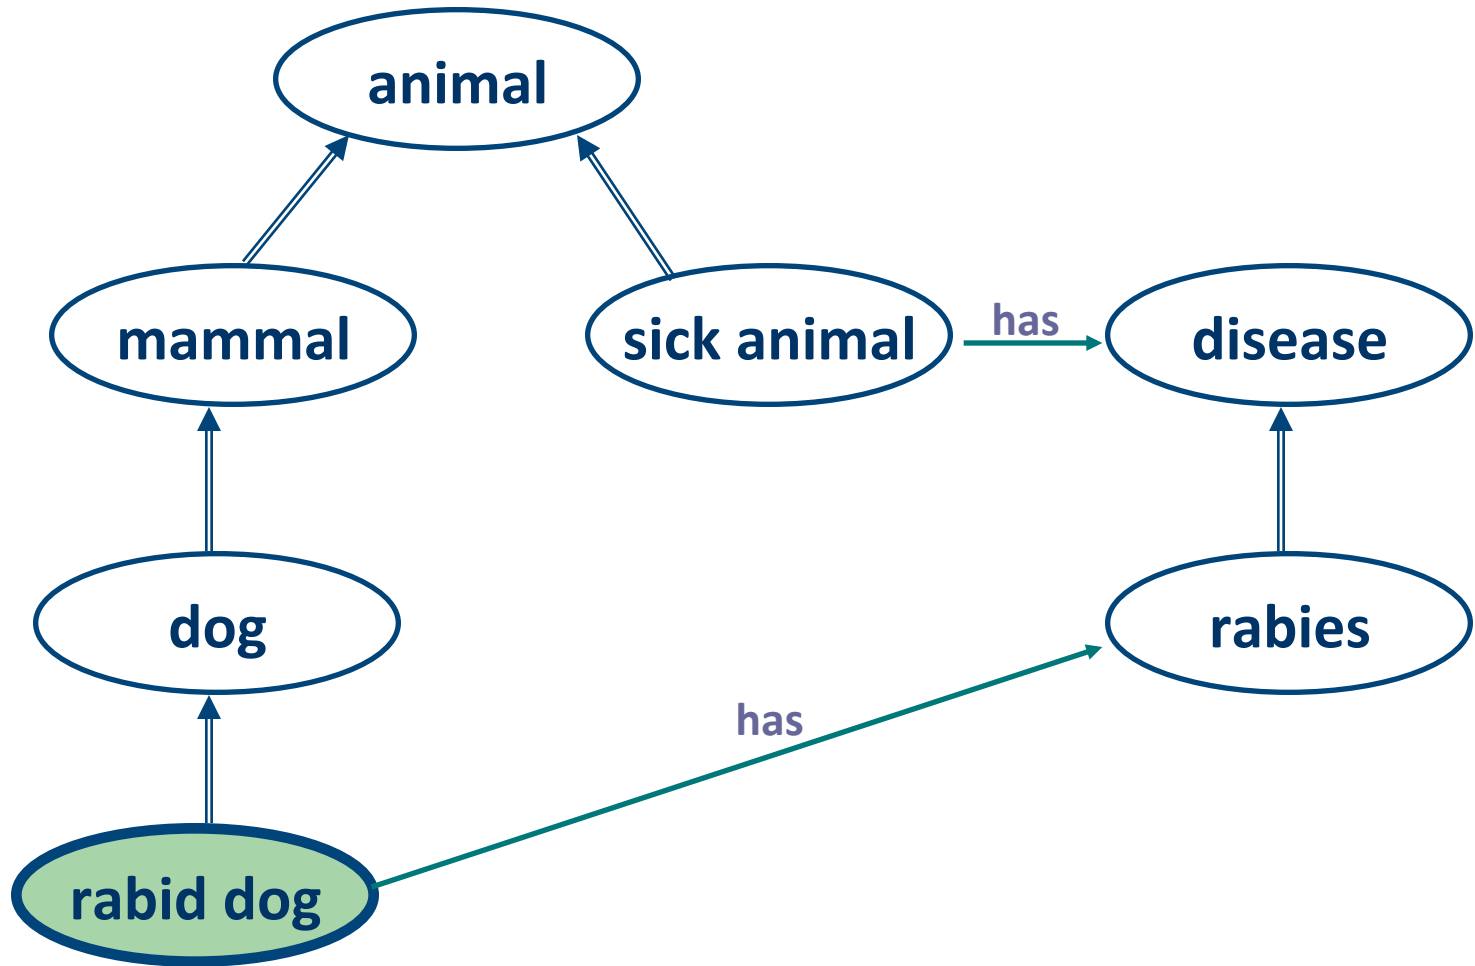 animal
mammal
sick animal
has
disease
dog
rabies
has
rabid dog